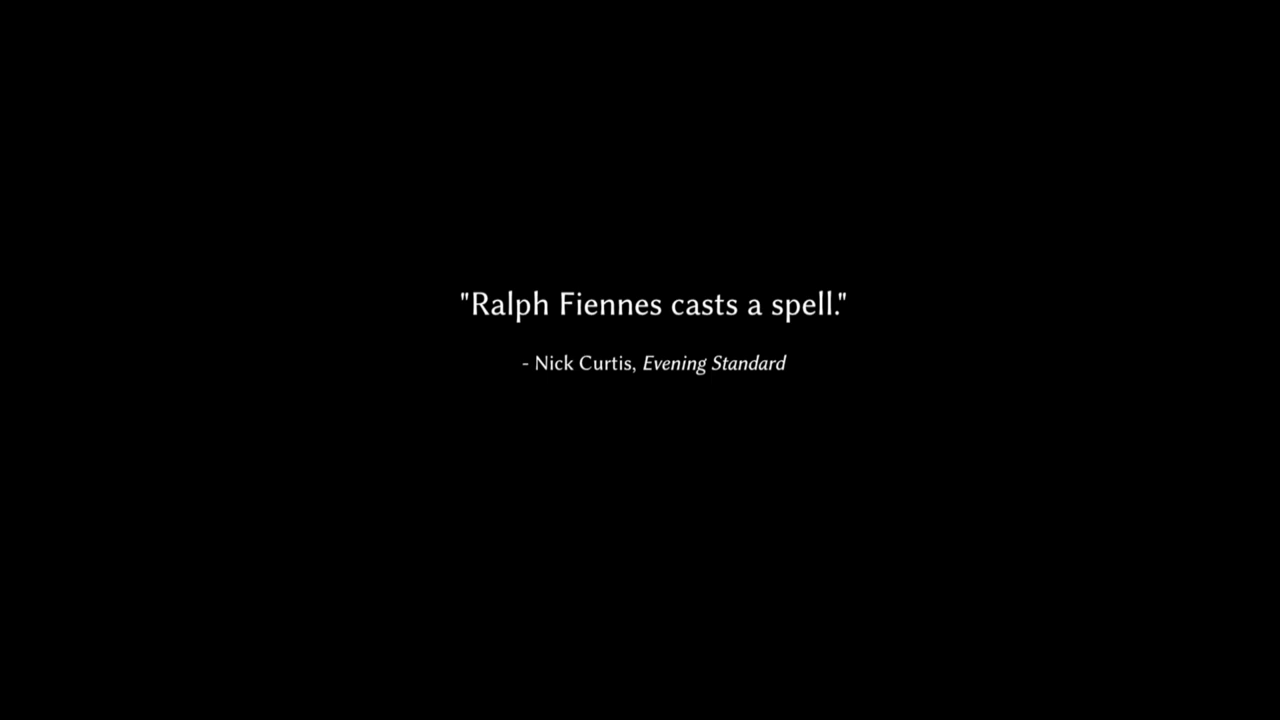 "Ralph Fiennes casts a spell."
- Nick Curtis, Evening Standard